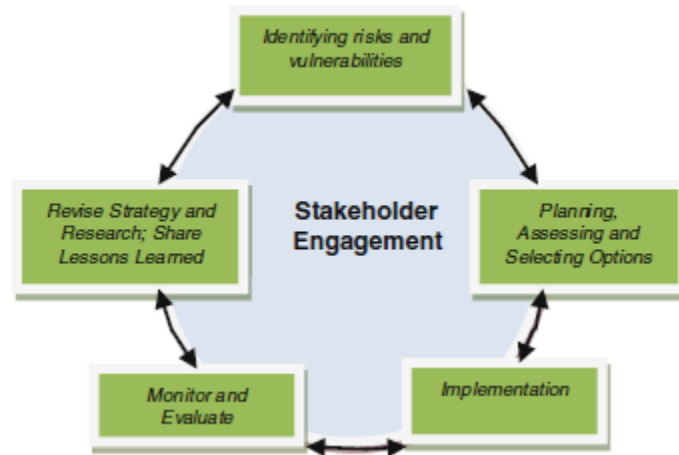 Identifying risks and
vulnerabilities
Stakeholder
Engagement
Planning,
Assessing and
Selecting Options
Implementation
Monitor and
Evaluate
Revise Strategy and
Research; Share
Lessons Learned